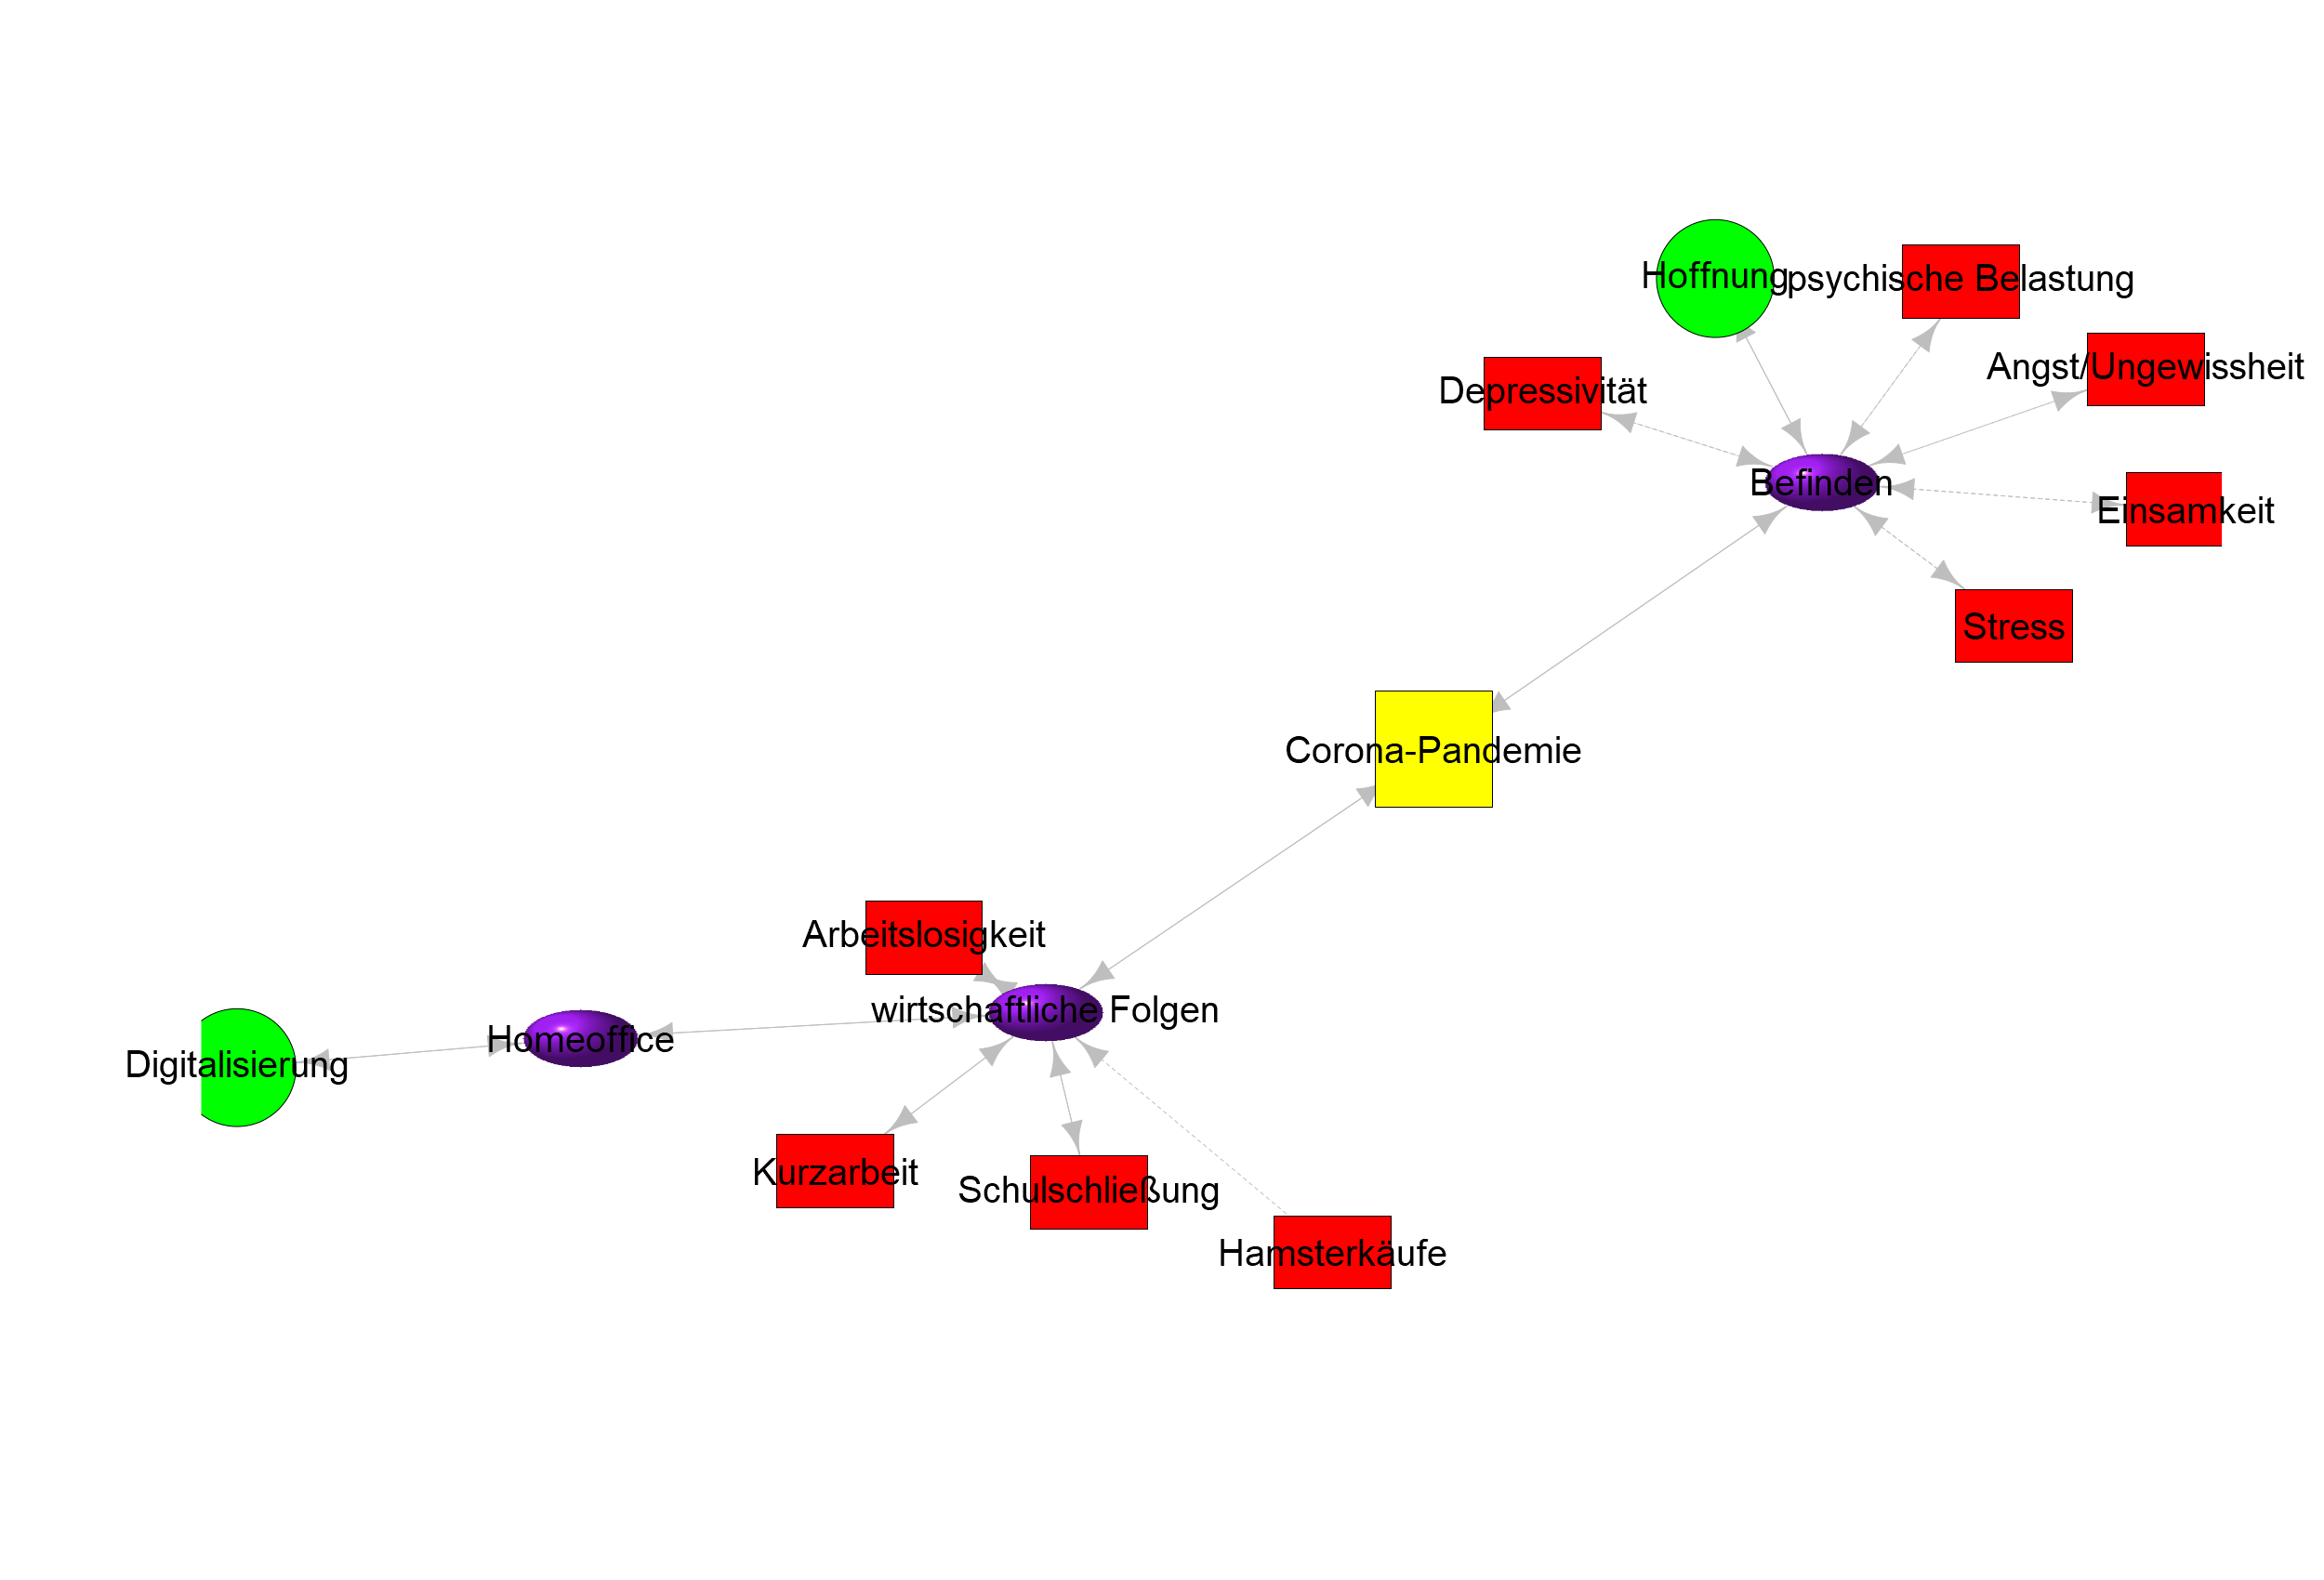 Hoffnung
psychische Belastung
Angst/Ungewissheit
Depressivität
Befinden
Einsamkeit
Stress
Corona-Pandemie
Arbeitslosigkeit
wirtschaftliche Folgen
Homeoffice
Digitalisierung
Kurzarbeit
Schulschließung
Hamsterkäufe